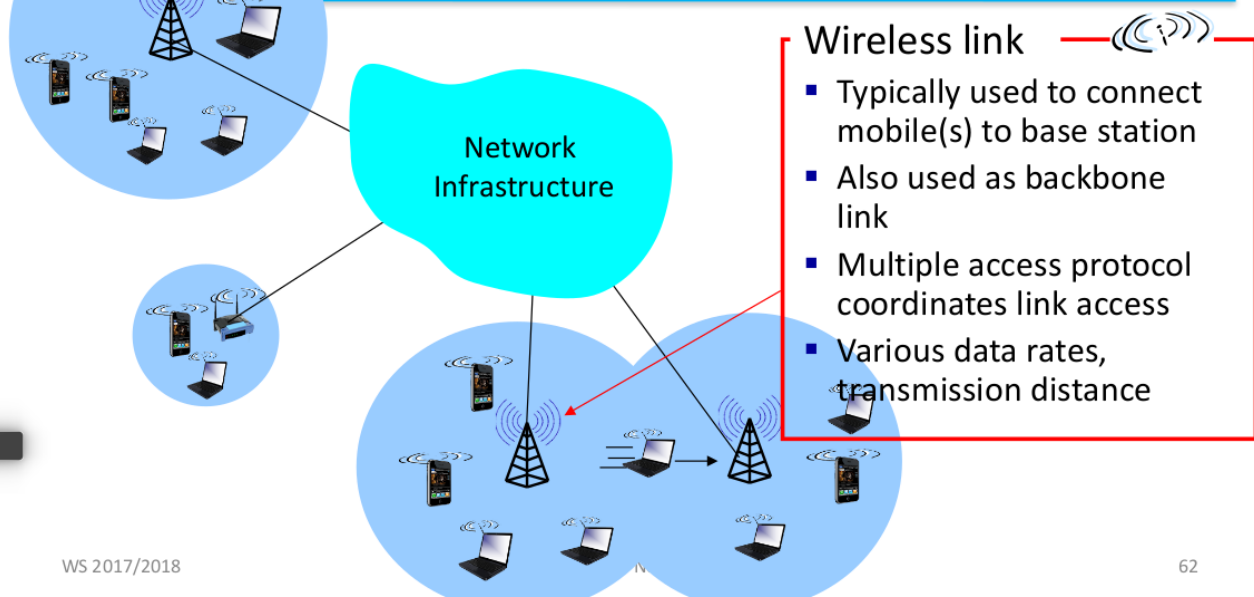 Wireless link
▪ Typically used to connect
mobile(s) to base station
▪ Also used as backbone
link
▪ Multiple access protocol
coordinates link access
▪ Various data rates,
transmission distance
Network
Infrastructure
WS 2017/2018
N
62